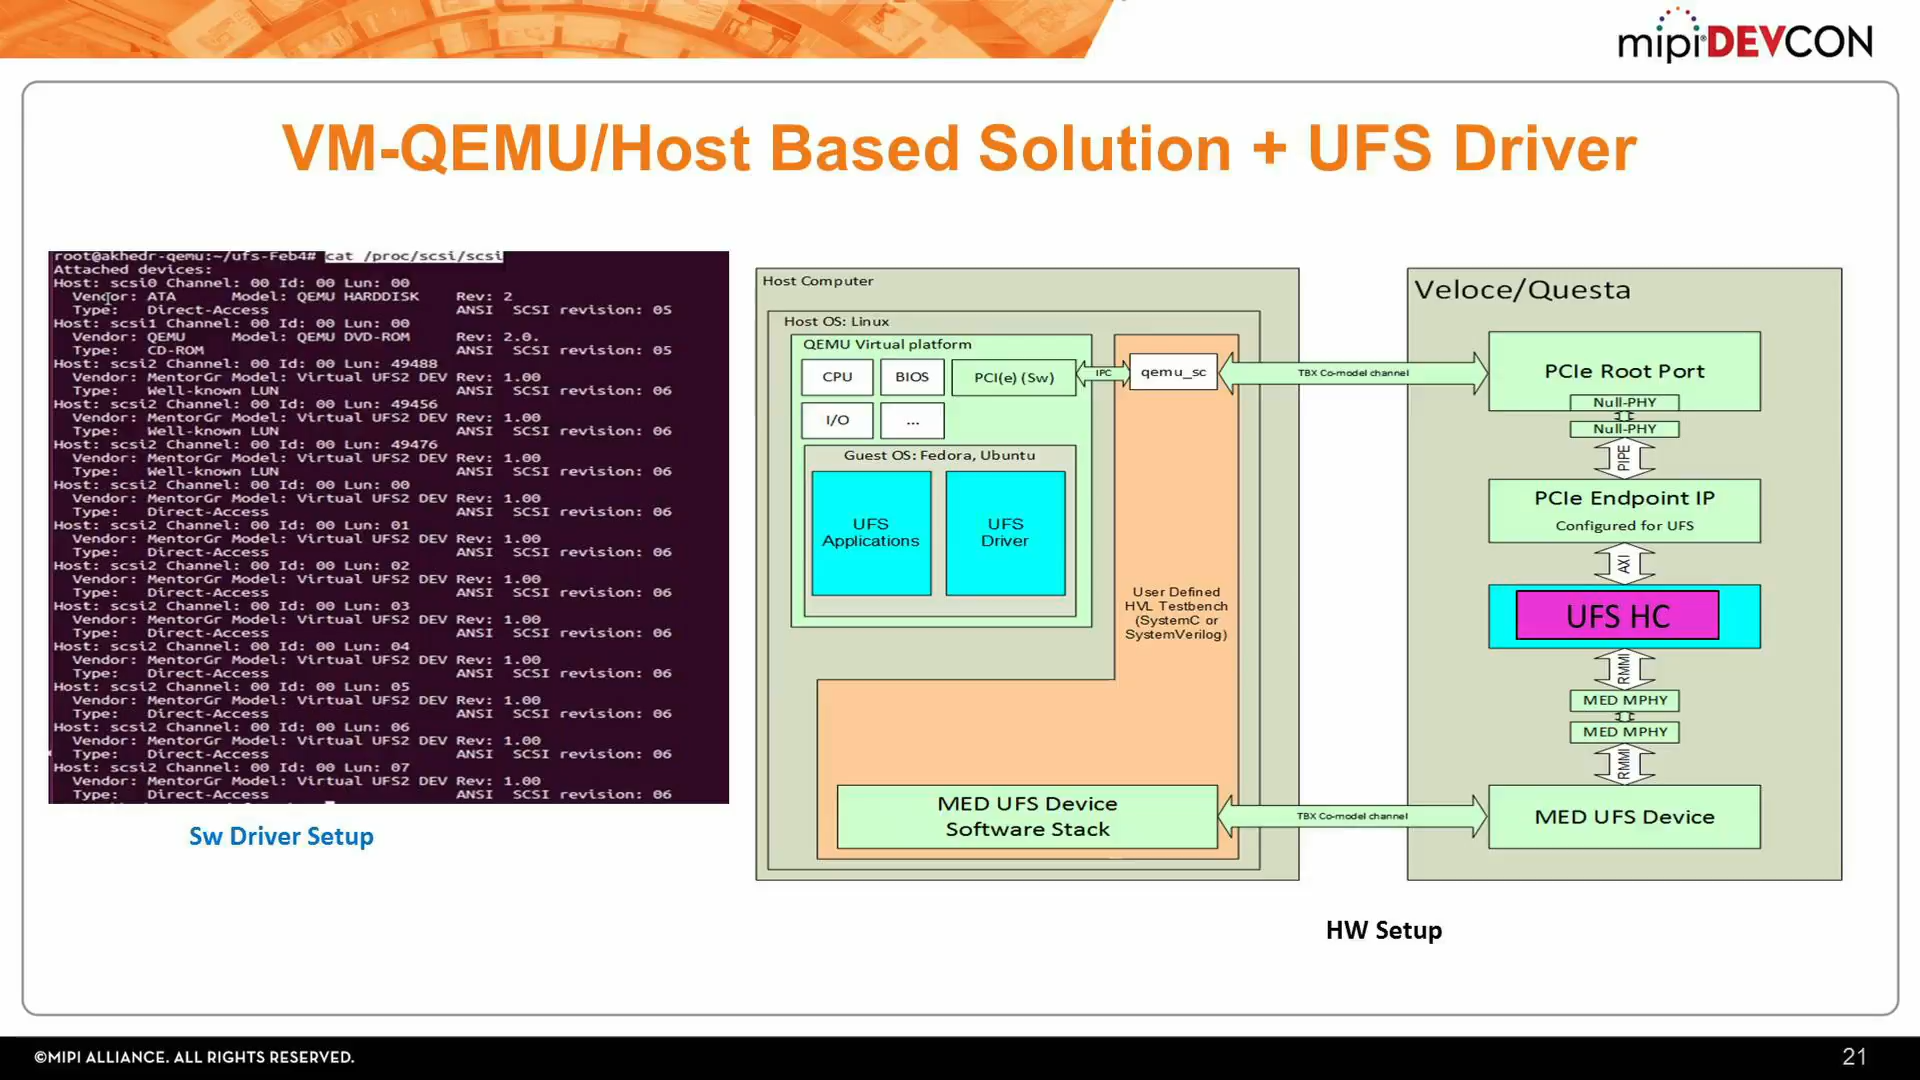 mipi DEVCON
VM-QEMU/Host Based Solution + UFS Driver
root@akhedr-qemu:~/ufs-Feb4# cat /proc/scsi/scsi
Attached devices:
Host: scsi0 Channel: 00 Id: 00 Lun: 00
Vendor: ATA Model: QEMU HARDDISK Rev: 2
Type: Direct-Access ANSI SCSI revision: 05
Host: scsi1 Channel: 00 Id: 00 Lun: 00
Vendor: QEMU Model: QEMU DVD-ROM Rev: 2.0.
Type: CD-ROM ANSI SCSI revision: 05
Host: scsi2 Channel: 00 Id: 00 Lun: 49488
Vendor: MentorGr Model: Virtual UFS2 DEV Rev: 1.00
Type: Well-known LUN ANSI SCSI revision: 06
Host: scsi2 Channel: 00 Id: 00 Lun: 49456
Vendor: MentorGr Model: Virtual UFS2 DEV Rev: 1.00
Type: Well-known LUN ANSI SCSI revision: 06
Host: scsi2 Channel: 00 Id: 00 Lun: 49476
Vendor: MentorGr Model: Virtual UFS2 DEV Rev: 1.00
Type: Well-known LUN ANSI SCSI revision: 06
Host: scsi2 Channel: 00 Id: 00 Lun: 00
Vendor: MentorGr Model: Virtual UFS2 DEV Rev: 1.00
Type: Direct-Access ANSI SCSI revision: 06
Host: scsi2 Channel: 00 Id: 00 Lun: 01
Vendor: MentorGr Model: Virtual UFS2 DEV Rev: 1.00
Type: Direct-Access ANSI SCSI revision: 06
Host: scsi2 Channel: 00 Id: 00 Lun: 02
Vendor: MentorGr Model: Virtual UFS2 DEV Rev: 1.00
Type: Direct-Access ANSI SCSI revision: 06
Host: scsi2 Channel: 00 Id: 00 Lun: 03
Vendor: MentorGr Model: Virtual UFS2 DEV Rev: 1.00
Type: Direct-Access ANSI SCSI revision: 06
Host: scsi2 Channel: 00 Id: 00 Lun: 04
Vendor: MentorGr Model: Virtual UFS2 DEV Rev: 1.00
Type: Direct-Access ANSI SCSI revision: 06
Host: scsi2 Channel: 00 Id: 00 Lun: 05
Vendor: MentorGr Model: Virtual UFS2 DEV Rev: 1.00
Type: Direct-Access ANSI SCSI revision: 06
Host: scsi2 Channel: 00 Id: 00 Lun: 06
Vendor: MentorGr Model: Virtual UFS2 DEV Rev: 1.00
Type: Direct-Access ANSI SCSI revision: 06
Host: scsi2 Channel: 00 Id: 00 Lun: 07
Vendor: MentorGr Model: Virtual UFS2 DEV Rev: 1.00
Type: Direct-Access ANSI SCSI revision: 06
Sw Driver Setup
Host Computer
Host OS: Linux
QEMU Virtual platform
CPU
BIOS
PCI(e) (Sw)
IPC
qemu_sc
TBX Co-model channel
I/O
...
Guest OS: Fedora, Ubuntu
UFS
Applications
UFS
Driver
User Defined
HVL Testbench
(SystemC or
SystemVerilog)
MED UFS Device
Software Stack
TBX Co-model channel
Veloce/Questa
PCIe Root Port
Null-PHY
Null-PHY
PIPE
PCIe Endpoint IP
Configured for UFS
AXI
UFS HC
RMMI
MED MPHY
MED MPHY
RMMI
MED UFS Device
HW Setup
©MIPI ALLIANCE. ALL RIGHTS RESERVED.
21